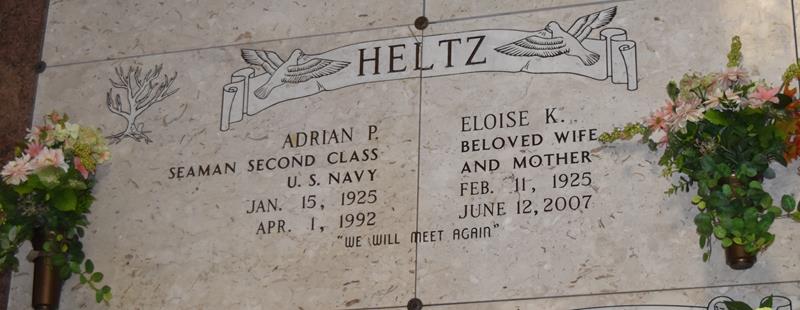 HELTZ
ADRIAN P.
SEAMAN SECOND CLASS
U. S. NAVY
JAN. 15, 1925
APR. 1, 1992
ELOISE K.
BELOVED WIFE
AND MOTHER
FEB. 11, 1925
JUNE 12, 2007
"WE WILL MEET AGAIN"